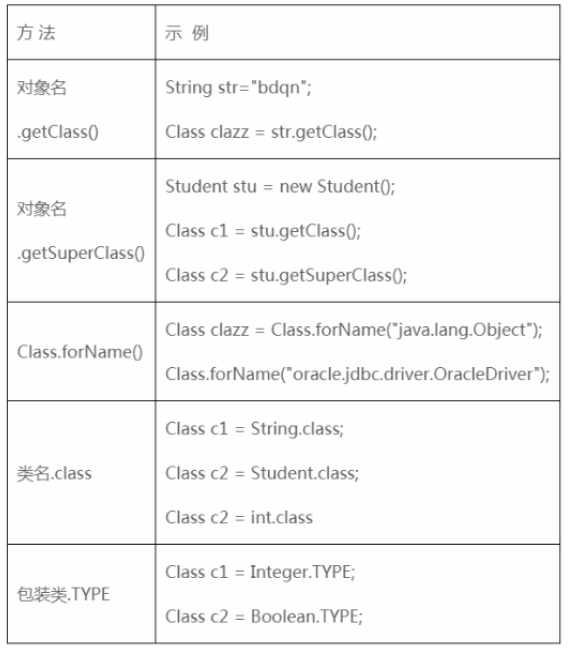 方 法
示 例
对象名
.getClass()
String str="bdqn";
Class clazz = str.getClass();
对象名
.getSuperClass()
Student stu = new Student();
Class c1 = stu.getClass();
Class c2 = stu.getSuperClass();
Class.forName()
Class clazz = Class.forName("java.lang.Object");
Class.forName("oracle.jdbc.driver.OracleDriver");
类名.class
Class c1 = String.class;
Class c2 = Student.class;
Class c2 = int.class
包装类.TYPE
Class c1 = Integer.TYPE;
Class c2 = Boolean.TYPE;